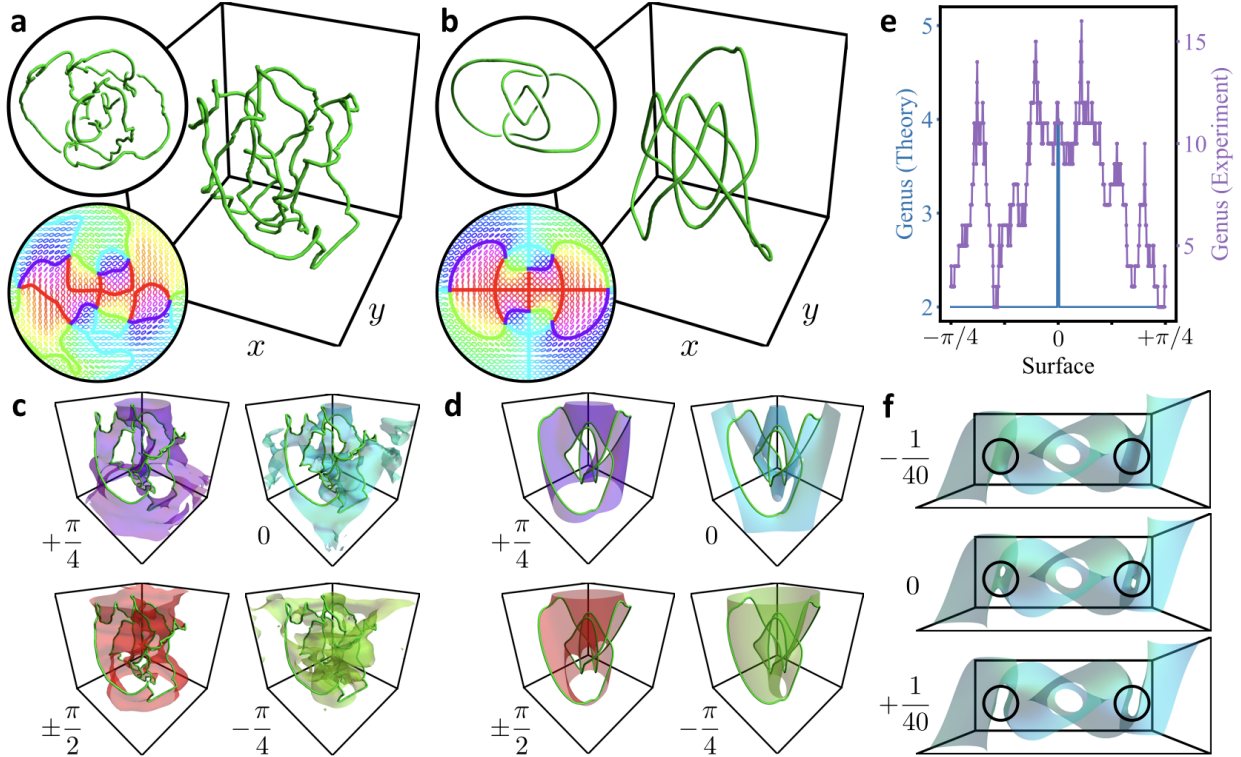 a
b
e
x
y
x
y
5
4
3
2
Genus (Theory)
15
10
5
Genus (Experiment)
−π/4
0
+π/4
Surface
c
d
f
+π/4
0
+π/4
0
±π/2
−π/4
±π/2
−π/4
−1/40
0
+1/40